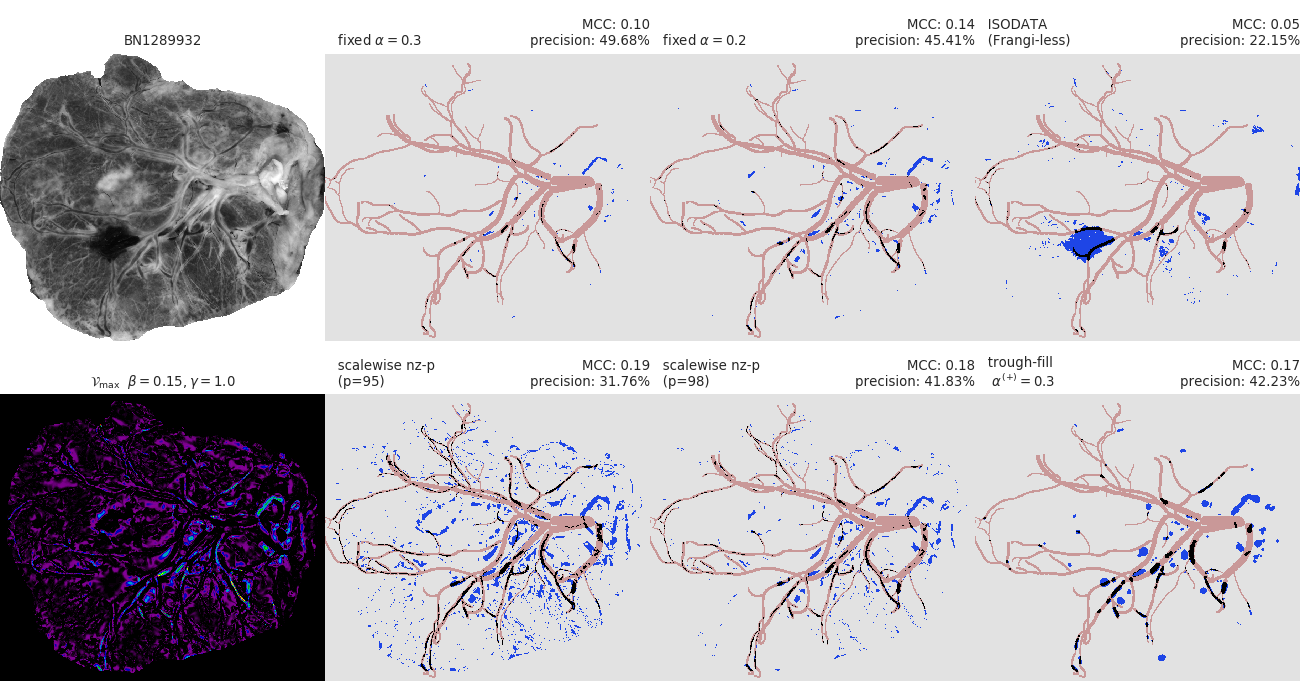 BN1289932
fixed α = 0.3
MCC: 0.10
precision: 49.68%
fixed α = 0.2
MCC: 0.14
precision: 45.41%
ISODATA
(Frangi-less)
MCC: 0.05
precision: 22.15%
𝒱max β = 0.15, γ = 1.0
scalewise nz-p
(p=95)
MCC: 0.19
precision: 31.76%
scalewise nz-p
(p=98)
MCC: 0.18
precision: 41.83%
trough-fill
α(+) = 0.3
MCC: 0.17
precision: 42.23%